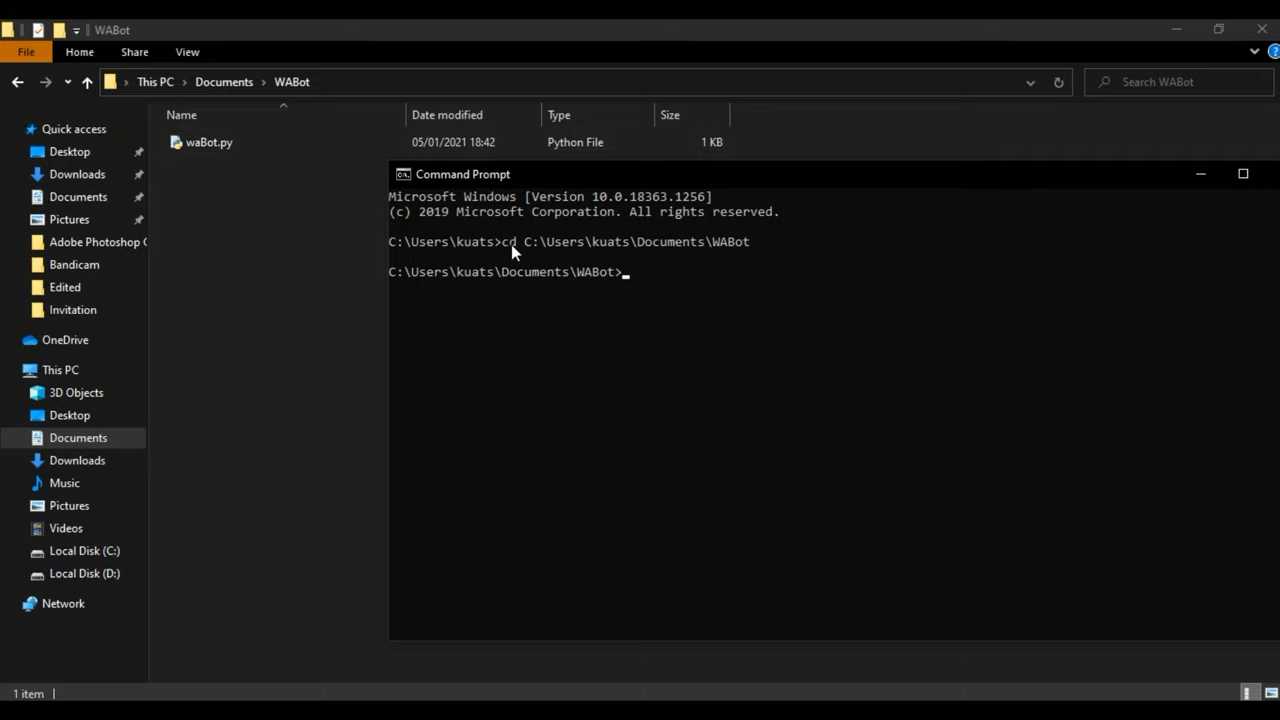 WABot
File Home Share View
This PC Documents WABot
Search WABot
Name Date modified Type Size
waBot.py 05/01/2021 18:42 Python File 1 KB
Quick access
Desktop
Downloads
Documents
Pictures
Adobe Photoshop C
Bandicam
Edited
Invitation
OneDrive
This PC
3D Objects
Desktop
Documents
Downloads
Music
Pictures
Videos
Local Disk (C:)
Local Disk (D:)
Network
1 item
Command Prompt
Microsoft Windows [Version 10.0.18363.1256]
(c) 2019 Microsoft Corporation. All rights reserved.
C:\Users\kuats>cd C:\Users\kuats\Documents\WABot
C:\Users\kuats\Documents\WABot>